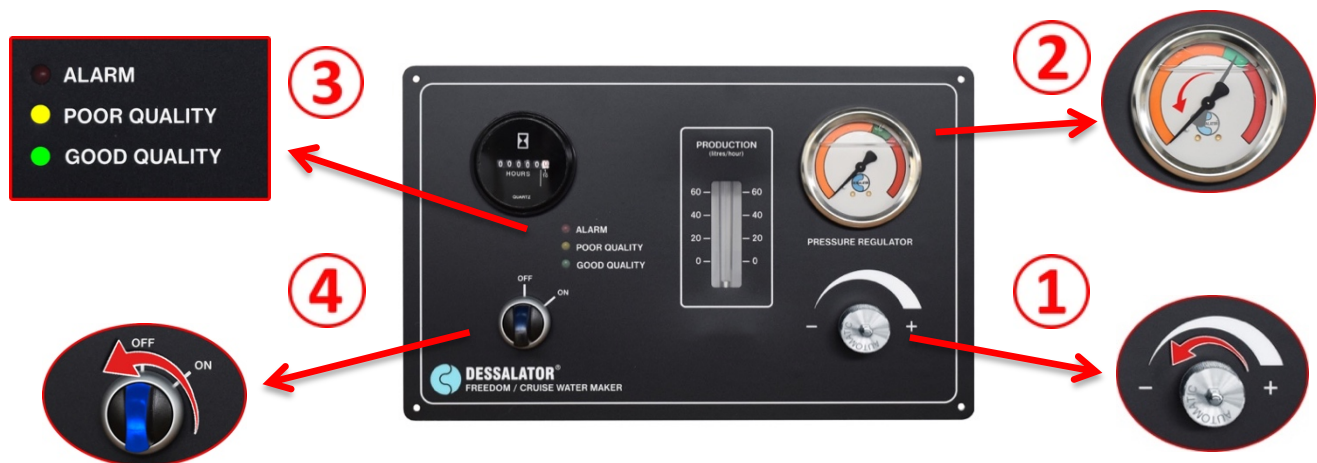 ALARM
POOR QUALITY
GOOD QUALITY
3
2
HOURS
QUARTZ
PRODUCTION
(litres/hour)
60 60
40 40
20 20
0 0
PRESSURE REGULATOR
ALARM
POOR QUALITY
GOOD QUALITY
OFF
ON
- +
AUTOMATIC
DESSALATOR®
FREEDOM / CRUISE WATER MAKER
4
OFF
ON
1
- +
AUTOMATIC